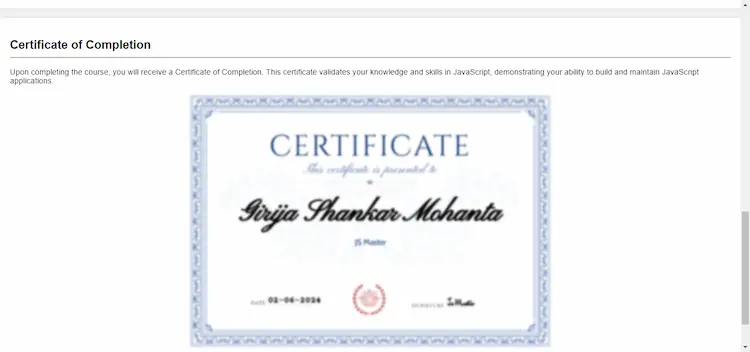 Certificate of Completion
Upon completing the course, you will receive a Certificate of Completion. This certificate validates your knowledge and skills in JavaScript, demonstrating your ability to build and maintain JavaScript
applications.
CERTIFICATE
This certificate is presented to
Girija Shankar Mohanta
JS Master
DATE 02-06-2024
SIGNATURE